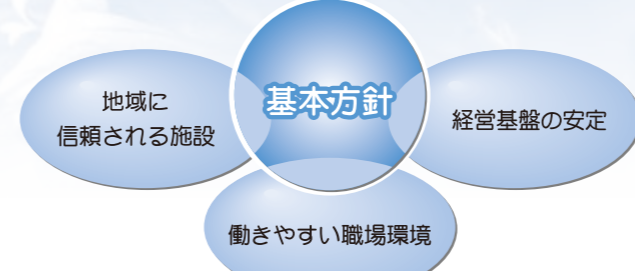 基本方針
地域に
信頼される施設
経営基盤の安定
働きやすい職場環境